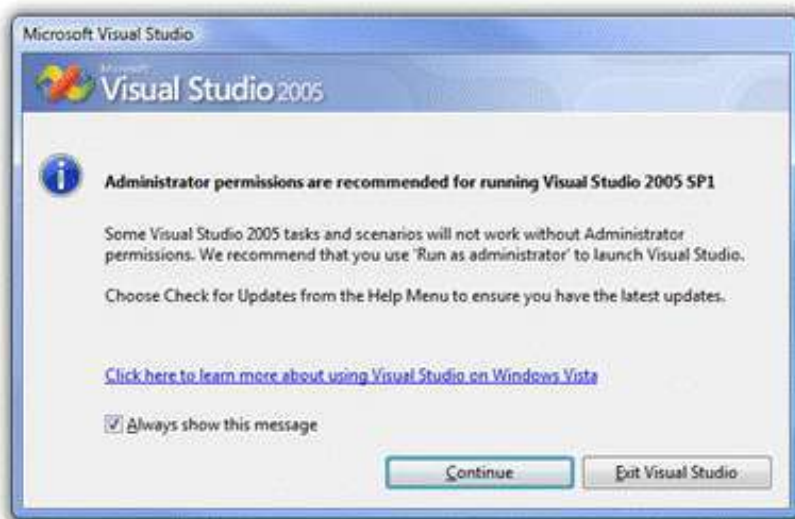 Microsoft Visual Studio
Microsoft
Visual Studio 2005
Administrator permissions are recommended for running Visual Studio 2005 SP1
Some Visual Studio 2005 tasks and scenarios will not work without Administrator
permissions. We recommend that you use 'Run as administrator' to launch Visual Studio.
Choose Check for Updates from the Help Menu to ensure you have the latest updates.
Click here to learn more about using Visual Studio on Windows Vista
Always show this message
Continue
Exit Visual Studio